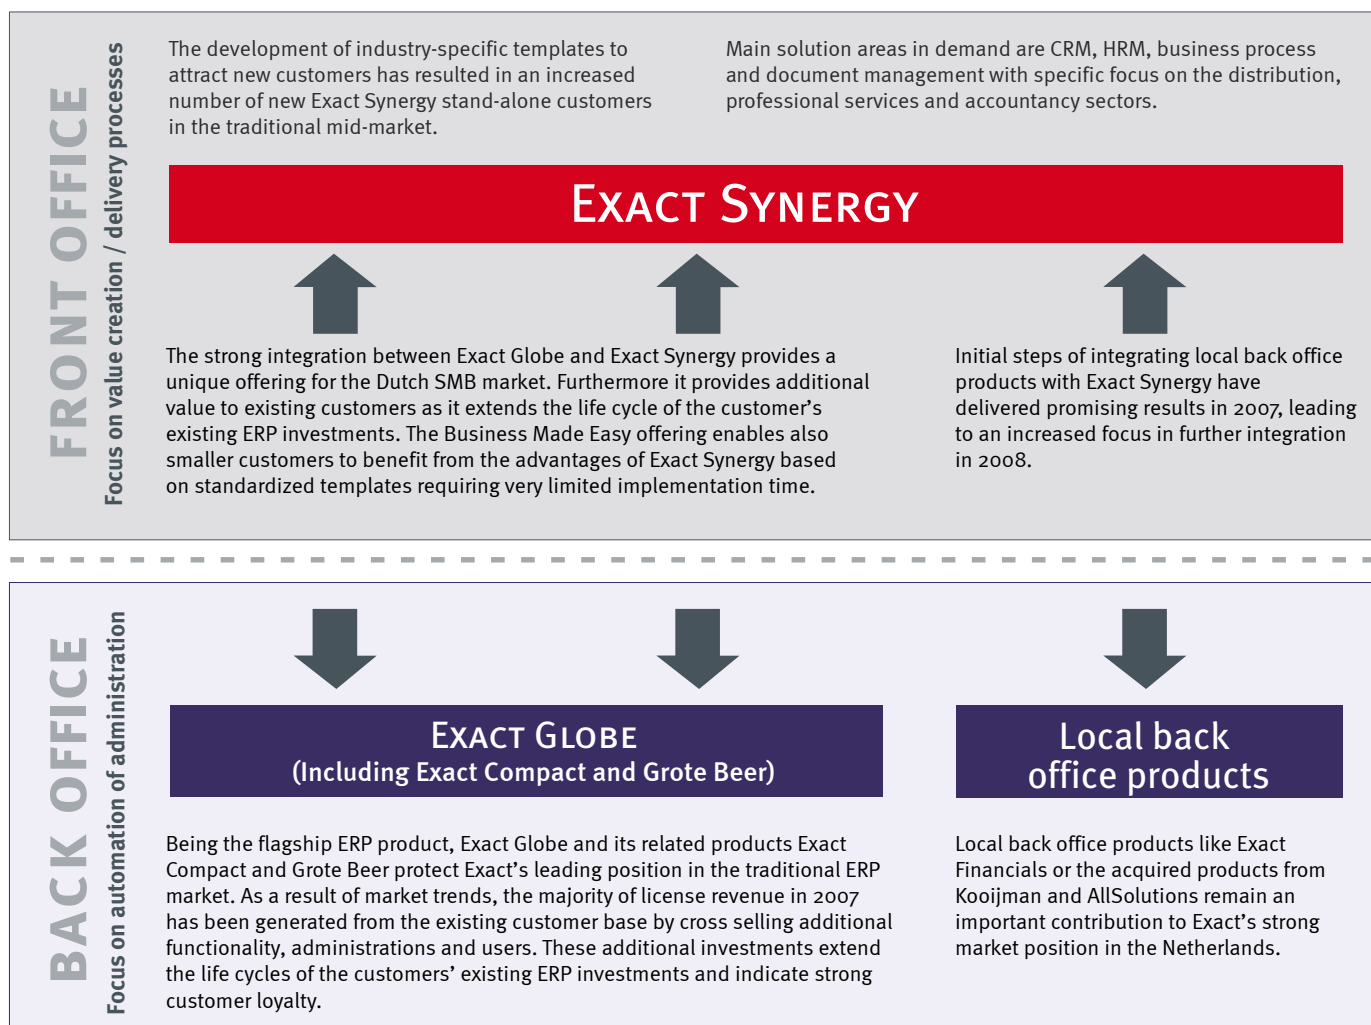 FRONT OFFICE
Focus on value creation / delivery processes
The development of industry-specific templates to
attract new customers has resulted in an increased
number of new Exact Synergy stand-alone customers
in the traditional mid-market.
Main solution areas in demand are CRM, HRM, business process
and document management with specific focus on the distribution,
professional services and accountancy sectors.
EXACT SYNERGY
The strong integration between Exact Globe and Exact Synergy provides a
unique offering for the Dutch SMB market. Furthermore it provides additional
value to existing customers as it extends the life cycle of the customer’s
existing ERP investments. The Business Made Easy offering enables also
smaller customers to benefit from the advantages of Exact Synergy based
on standardized templates requiring very limited implementation time.
Initial steps of integrating local back office
products with Exact Synergy have
delivered promising results in 2007, leading
to an increased focus in further integration
in 2008.
BACK OFFICE
Focus on automation of administration
EXACT GLOBE
(Including Exact Compact and Grote Beer)
Local back
office products
Being the flagship ERP product, Exact Globe and its related products Exact
Compact and Grote Beer protect Exact’s leading position in the traditional ERP
market. As a result of market trends, the majority of license revenue in 2007
has been generated from the existing customer base by cross selling additional
functionality, administrations and users. These additional investments extend
the life cycles of the customers’ existing ERP investments and indicate strong
customer loyalty.
Local back office products like Exact
Financials or the acquired products from
Kooijman and AllSolutions remain an
important contribution to Exact’s strong
market position in the Netherlands.